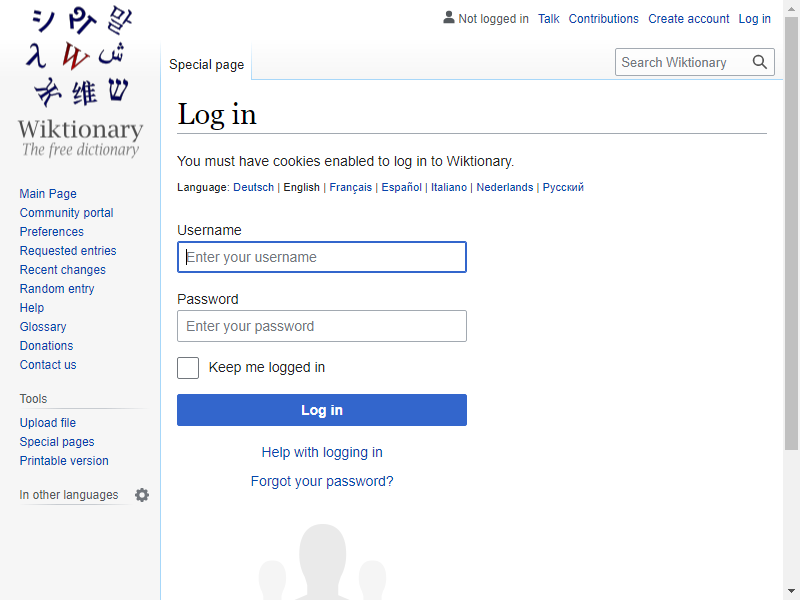 Not logged in Talk Contributions Create account Log in
Special page
Search Wiktionary
シ Я 말
λ W ش
维 ש
Wiktionary
The free dictionary
Main Page
Community portal
Preferences
Requested entries
Recent changes
Random entry
Help
Glossary
Donations
Contact us
Tools
Upload file
Special pages
Printable version
In other languages
Log in
You must have cookies enabled to log in to Wiktionary.
Language: Deutsch | English | Français | Español | Italiano | Nederlands | Русский
Username
Enter your username
Password
Enter your password
Keep me logged in
Log in
Help with logging in
Forgot your password?